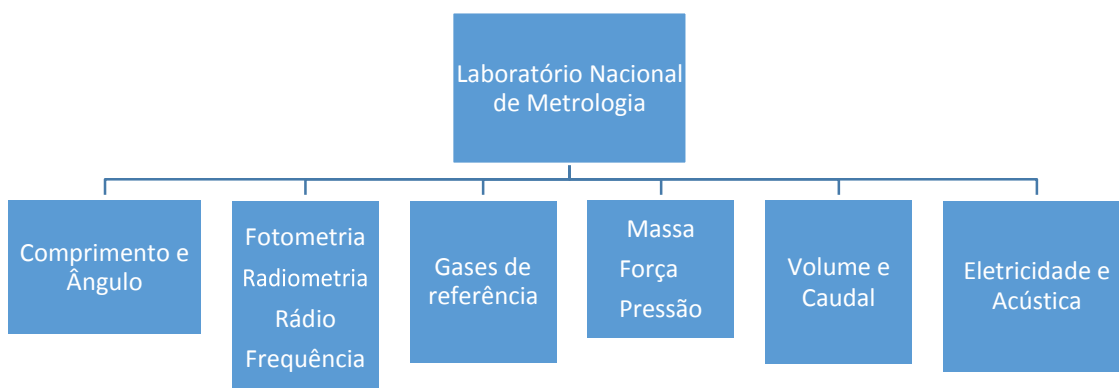 Laboratório Nacional
de Metrologia
Comprimento e
Ângulo
Fotometria
Radiometria
Rádio
Frequência
Gases de
referência
Massa
Força
Pressão
Volume e
Caudal
Eletricidade e
Acústica